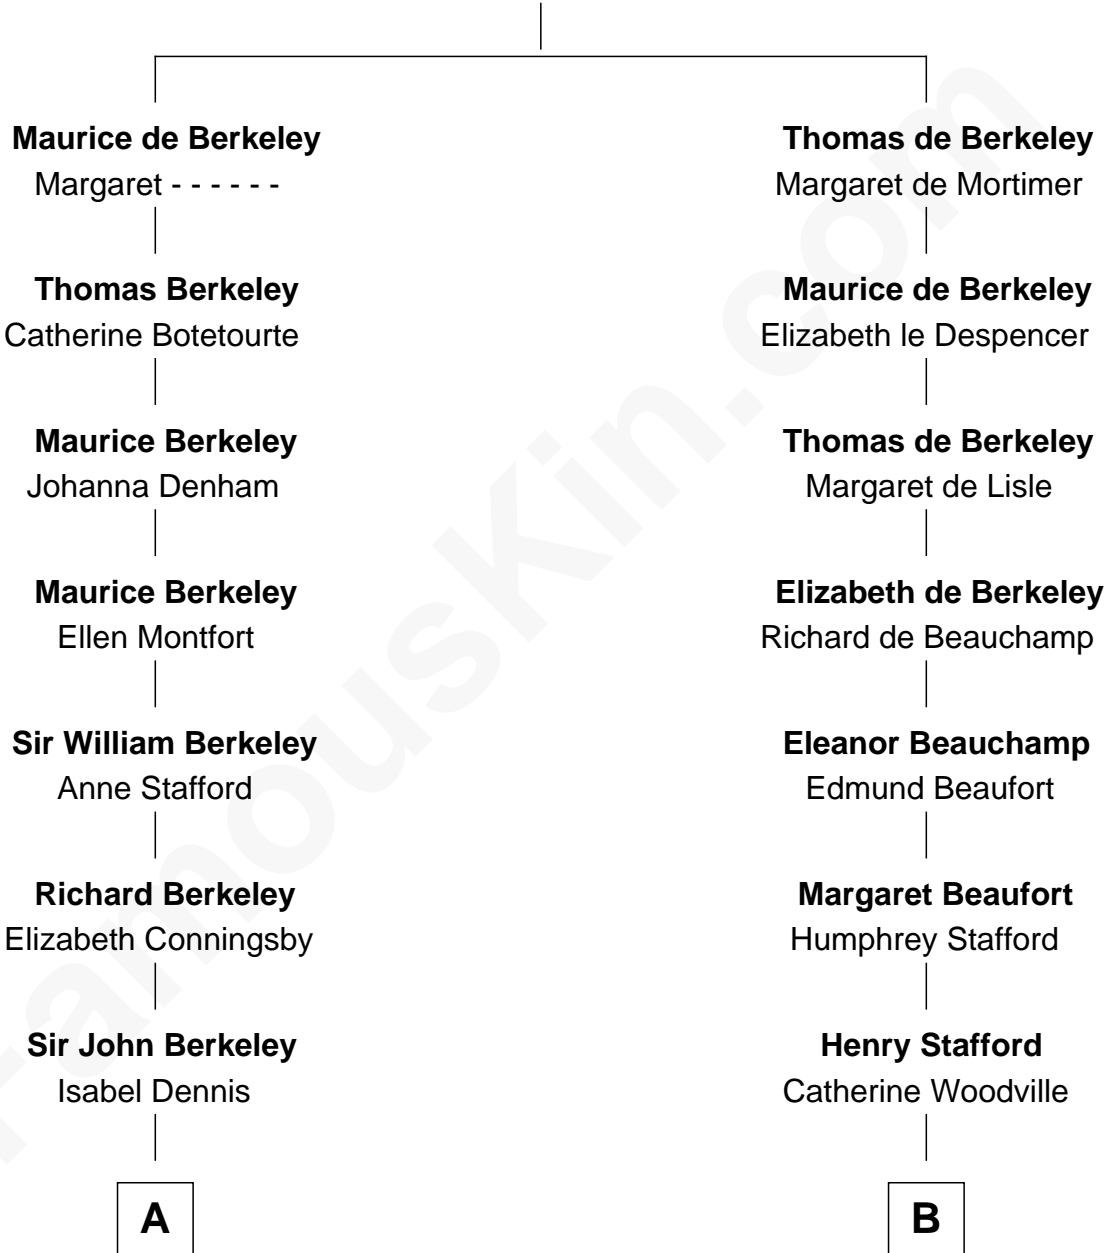 Maurice de Berkeley
Margaret - - - - - -
Thomas Berkeley
Catherine Botetourte
Maurice Berkeley
Johanna Denham
Maurice Berkeley
Ellen Montfort
Sir William Berkeley
Anne Stafford
Richard Berkeley
Elizabeth Conningsby
Sir John Berkeley
Isabel Dennis
A
Thomas de Berkeley
Margaret de Mortimer
Maurice de Berkeley
Elizabeth le Despencer
Thomas de Berkeley
Margaret de Lisle
Elizabeth de Berkeley
Richard de Beauchamp
Eleanor Beauchamp
Edmund Beaufort
Margaret Beaufort
Humphrey Stafford
Henry Stafford
Catherine Woodville
B
FamousKin.com